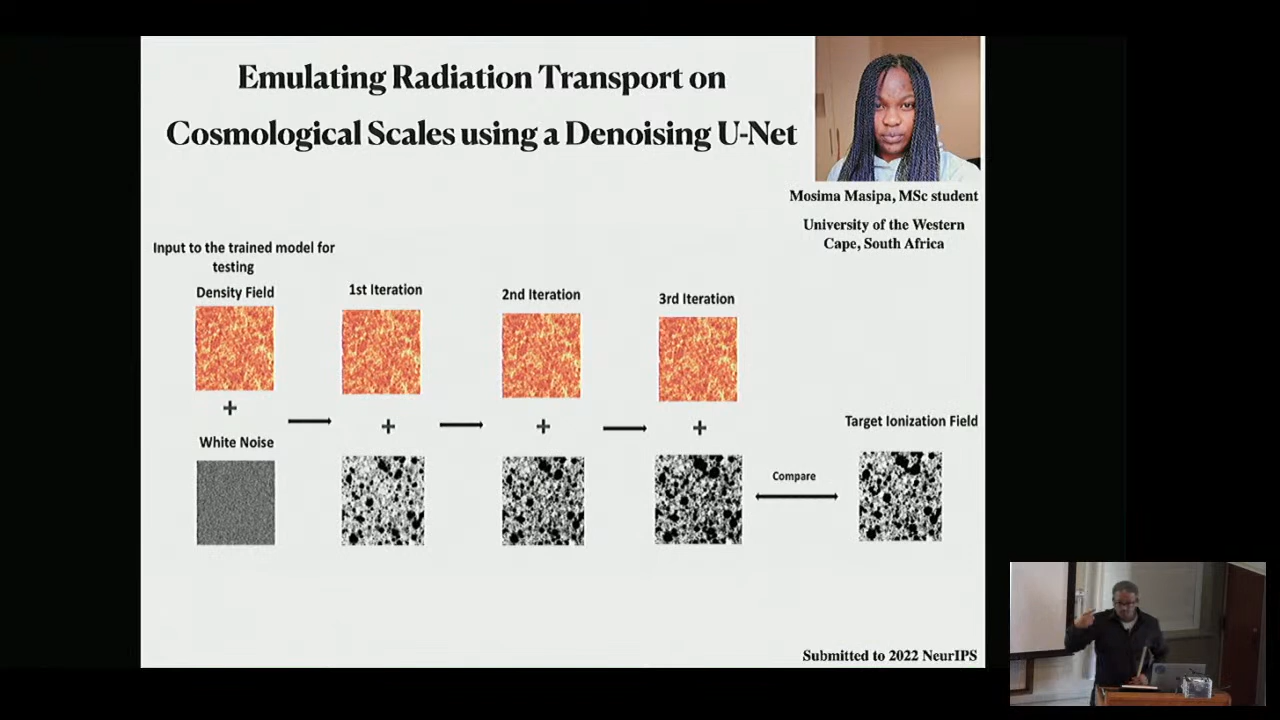 Emulating Radiation Transport on
Cosmological Scales using a Denoising U-Net
Mosima Masipa, MSc student
University of the Western
Cape, South Africa
Input to the trained model for
testing
Density Field
1st Iteration
2nd Iteration
3rd Iteration
+
+
+
+
White Noise
Target Ionization Field
Compare
Submitted to 2022 NeurIPS